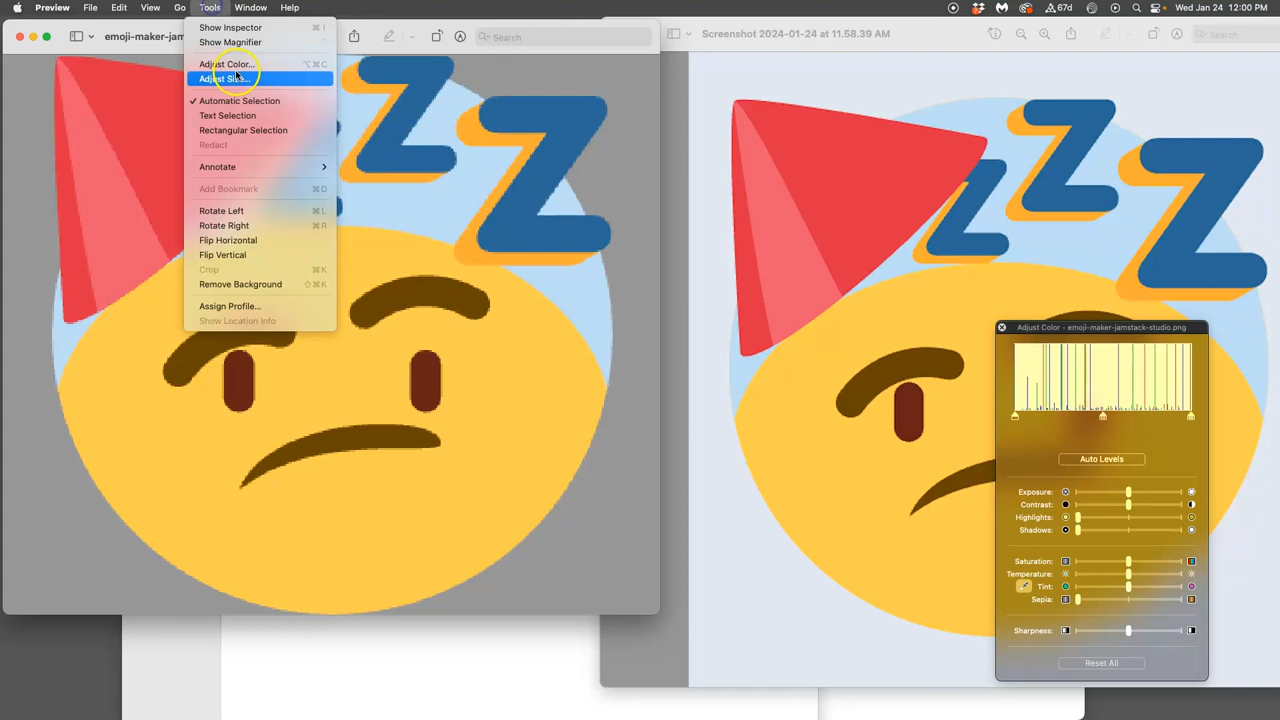 Preview File Edit View Go Tools Window Help
67d Wed Jan 24 12:00 PM
emoji-maker-jam
Search
Screenshot 2024-01-24 at 11.58.39 AM
Search
Show Inspector ⌘ I
Show Magnifier
Adjust Color... ⌥⌘C
Adjust Size...
✓ Automatic Selection
Text Selection
Rectangular Selection
Redact
Annotate
Add Bookmark ⌘D
Rotate Left ⌘L
Rotate Right ⌘R
Flip Horizontal
Flip Vertical
Crop ⌘K
Remove Background ⇧⌘K
Assign Profile...
Show Location Info
Z Z
Z Z Z
Adjust Color - emoji-maker-jamstack-studio.png
Auto Levels
Exposure:
Contrast:
Highlights:
Shadows:
Saturation:
Temperature:
Tint:
Sepia:
Sharpness:
Reset All